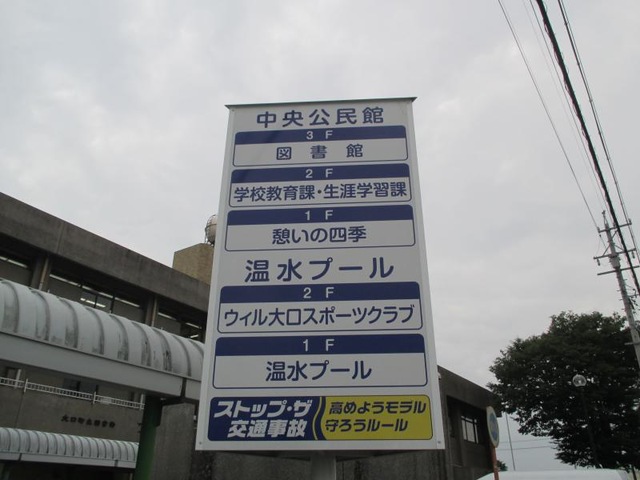 中央公民館
3F
図書館
2F
学校教育課・生涯学習課
1F
憩いの四季
温水プール
2F
ウィル大口スポーツクラブ
1F
温水プール
ストップ・ザ
交通事故
高めようモラル
守ろうルール